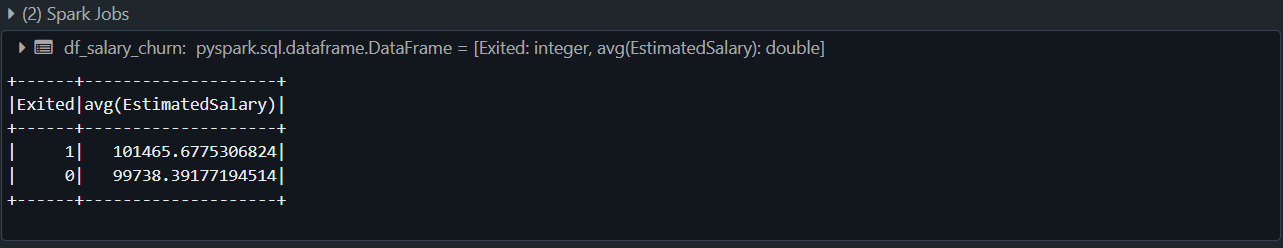 (2) Spark Jobs
df_salary_churn: pyspark.sql.dataframe.DataFrame = [Exited: integer, avg(EstimatedSalary): double]
+------+--------------------+
|Exited|avg(EstimatedSalary)|
+------+--------------------+
|     1|   101465.6775306824|
|     0|   99738.39177194514|
+------+--------------------+